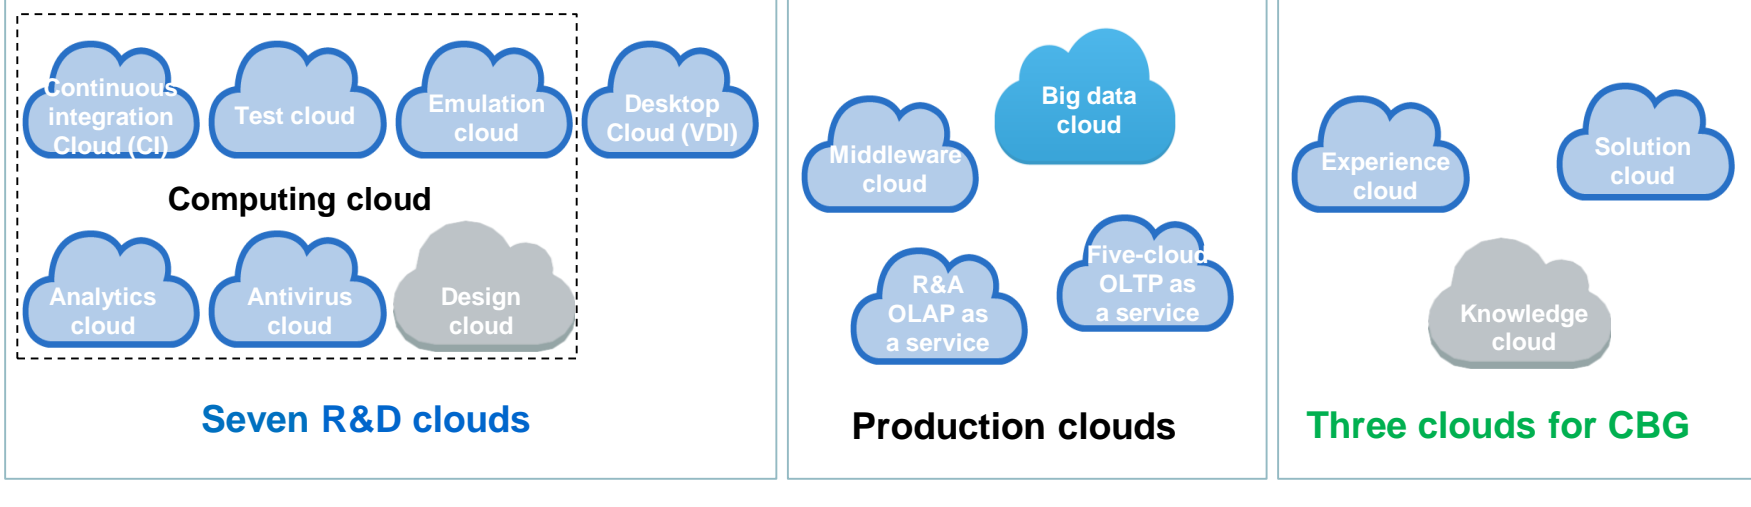 Continuous
integration
Cloud (CI)
Test cloud
Emulation
cloud
Desktop
Cloud (VDI)
Computing cloud
Analytics
cloud
Antivirus
cloud
Design
cloud
Seven R&D clouds
Big data
cloud
Middleware
cloud
R&A
OLAP as
a service
Five-cloud
OLTP as
a service
Production clouds
Experience
cloud
Solution
cloud
Knowledge
cloud
Three clouds for CBG